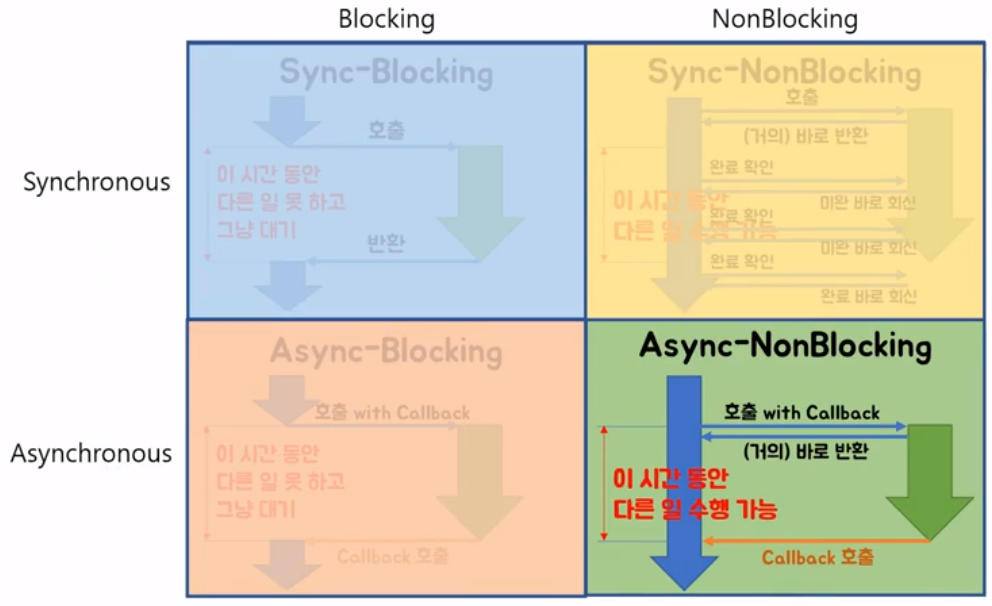 Blocking
NonBlocking
Synchronous
Sync-Blocking
호출
이 시간 동안
다른 일 못 하고
그냥 대기
반환
Sync-NonBlocking
호출
(거의) 바로 반환
완료 확인
미완 바로 회신
이 시간 동안
다른 일 수행 가능
완료 확인
미완 바로 회신
완료 확인
완료 바로 회신
Asynchronous
Async-Blocking
호출 with Callback
이 시간 동안
다른 일 못 하고
그냥 대기
Callback 호출
Async-NonBlocking
호출 with Callback
(거의) 바로 반환
이 시간 동안
다른 일 수행 가능
Callback 호출